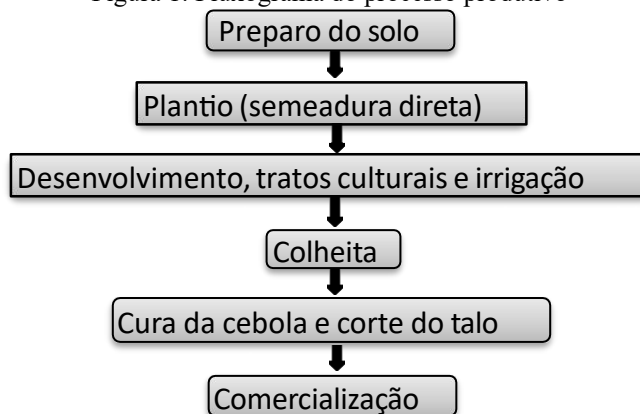 Preparo do solo
Plantio (semeadura direta)
Desenvolvimento, tratos culturais e irrigação
Colheita
Cura da cebola e corte do talo
Comercialização